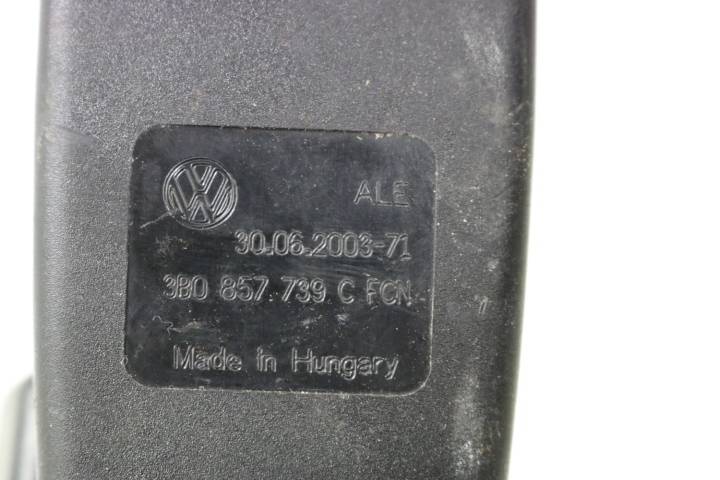 ALE
30.06.2003-71
3B0 857 739 C FCN
Made in Hungary